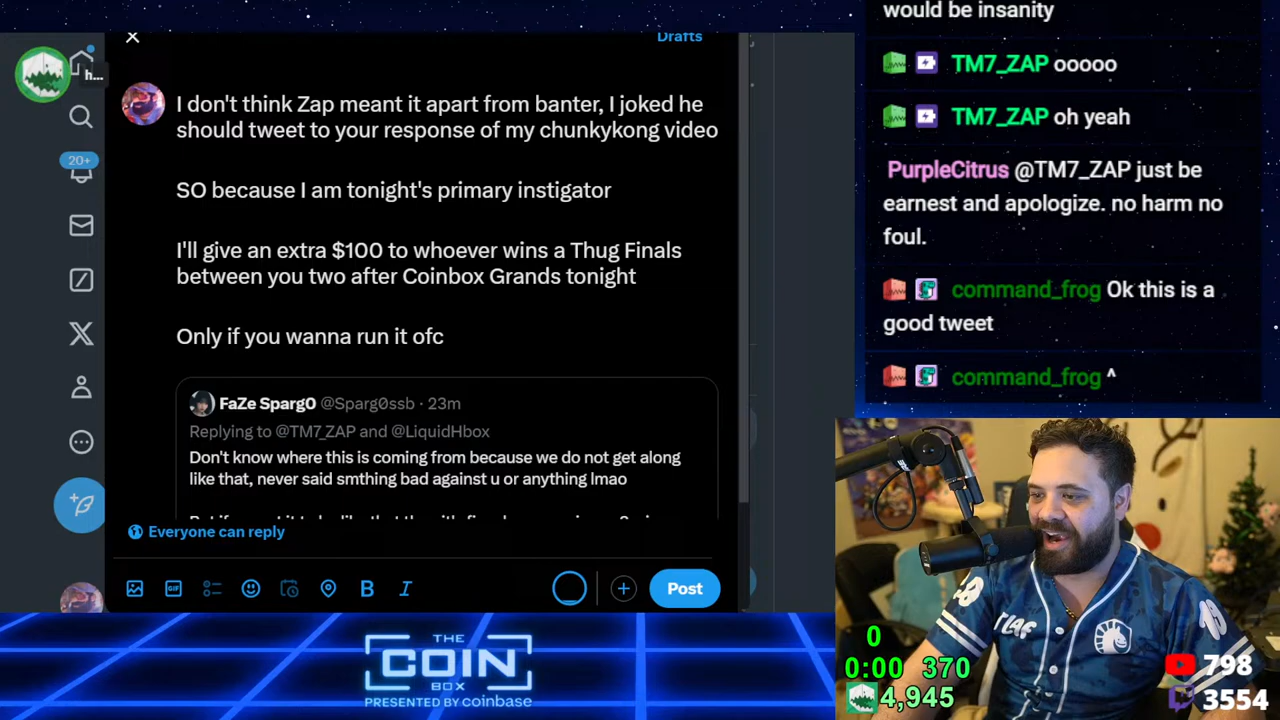 Drafts
h...
20+
I don't think Zap meant it apart from banter, I joked he
should tweet to your response of my chunkykong video
SO because I am tonight's primary instigator
I'll give an extra $100 to whoever wins a Thug Finals
between you two after Coinbox Grands tonight
Only if you wanna run it ofc
FaZe Sparg0 @Sparg0ssb · 23m
Replying to @TM7_ZAP and @LiquidHbox
Don't know where this is coming from because we do not get along
like that, never said smthing bad against u or anything lmao
Everyone can reply
GIF
B
I
Post
would be insanity
TM7_ZAP ooooo
TM7_ZAP oh yeah
PurpleCitrus @TM7_ZAP just be
earnest and apologize. no harm no
foul.
command_frog Ok this is a
good tweet
command_frog ^
THE
COIN
BOX
PRESENTED BY coinbase
0
0:00 370
4,945
798
3554